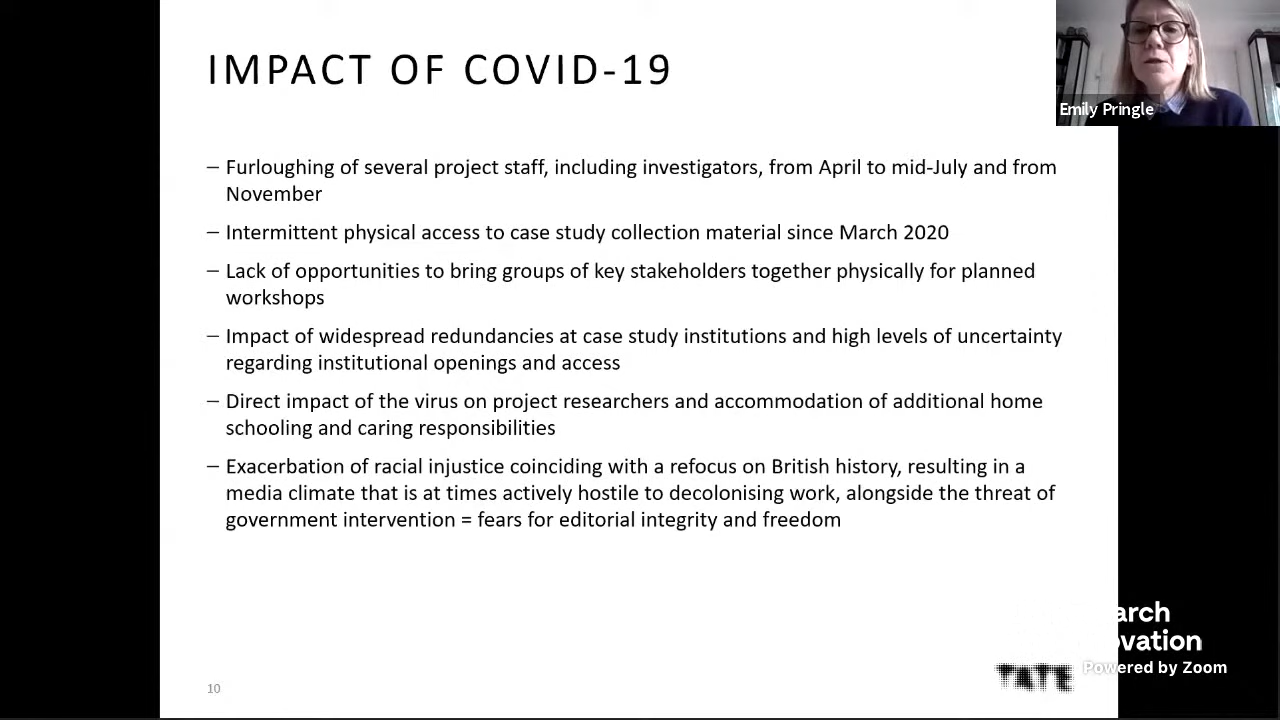 IMPACT OF COVID-19
Emily Pringle
– Furloughing of several project staff, including investigators, from April to mid-July and from
November
– Intermittent physical access to case study collection material since March 2020
– Lack of opportunities to bring groups of key stakeholders together physically for planned
workshops
– Impact of widespread redundancies at case study institutions and high levels of uncertainty
regarding institutional openings and access
– Direct impact of the virus on project researchers and accommodation of additional home
schooling and caring responsibilities
– Exacerbation of racial injustice coinciding with a refocus on British history, resulting in a
media climate that is at times actively hostile to decolonising work, alongside the threat of
government intervention = fears for editorial integrity and freedom
arch
ovation
Powered by Zoom
TATE
10